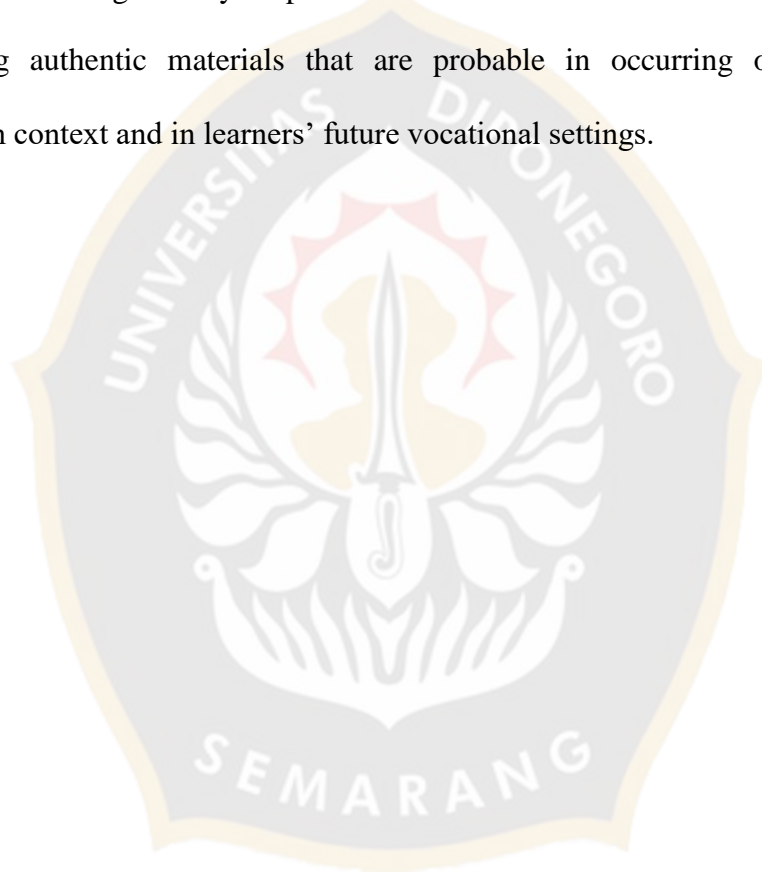 authentic materials that are probable in occurring
context and in learners’ future vocational settings.
UNIVERSITAS DIPONEGORO
SEMARANG